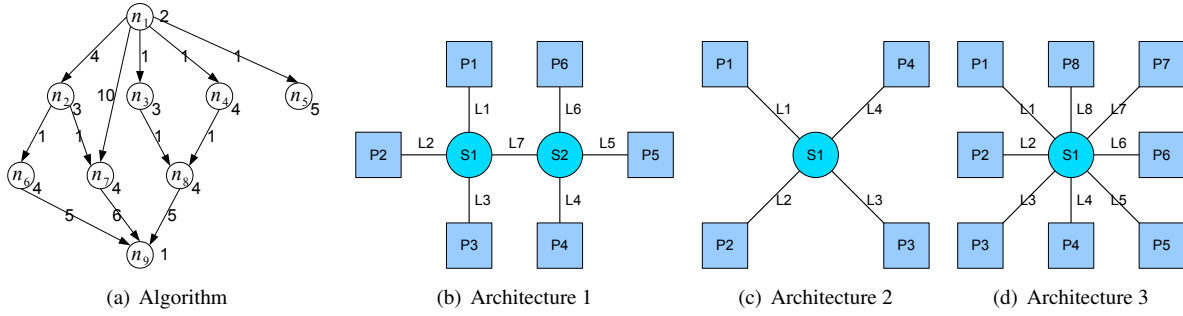 n1 2
4 1 1 1
10
n2 3
n3 3
n4 4
n5 5
1 1 1 1
n6 4
n7 4
n8 4
5 6 5
n9 1
(a) Algorithm
P1 P6
L1 L6
P2 L2 S1 L7 S2 L5 P5
L3 L4
P3 P4
(b) Architecture 1
P1 P4
L1 L4
S1
L2 L3
P2 P3
(c) Architecture 2
P1 P8 P7
L1 L8 L7
P2 L2 S1 L6 P6
L3 L4 L5
P3 P4 P5
(d) Architecture 3